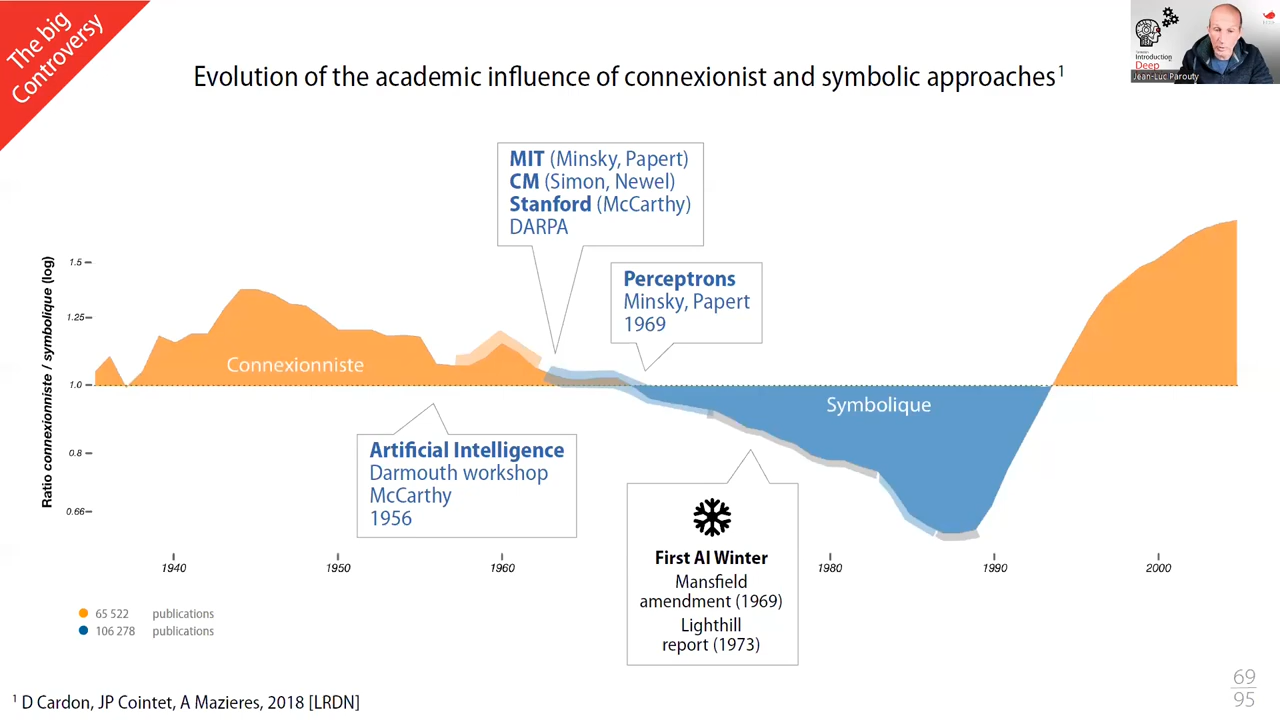 The big
Controversy
Evolution of the academic influence of connexionist and symbolic approaches¹
Introduction
Deep
Jean-Luc Parouty
MIT (Minsky, Papert)
CM (Simon, Newel)
Stanford (McCarthy)
DARPA
Perceptrons
Minsky, Papert
1969
Ratio connexionniste / symbolique (log)
1.5
1.25
1.0
0.8
0.66
Connexionniste
Symbolique
Artificial Intelligence
Darmouth workshop
McCarthy
1956
First AI Winter
Mansfield
amendment (1969)
Lighthill
report (1973)
1940
1950
1960
1980
1990
2000
65 522 publications
106 278 publications
¹ D Cardon, JP Cointet, A Mazieres, 2018 [LRDN]
69
95